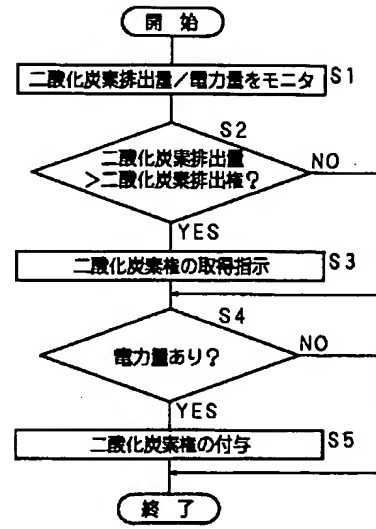 開 始
二酸化炭素排出量/電力量をモニタ S1
S2
二酸化炭素排出量
>二酸化炭素排出権?
NO
YES
二酸化炭素権の取得指示 S3
S4
電力量あり?
NO
YES
二酸化炭素権の付与 S5
終 了